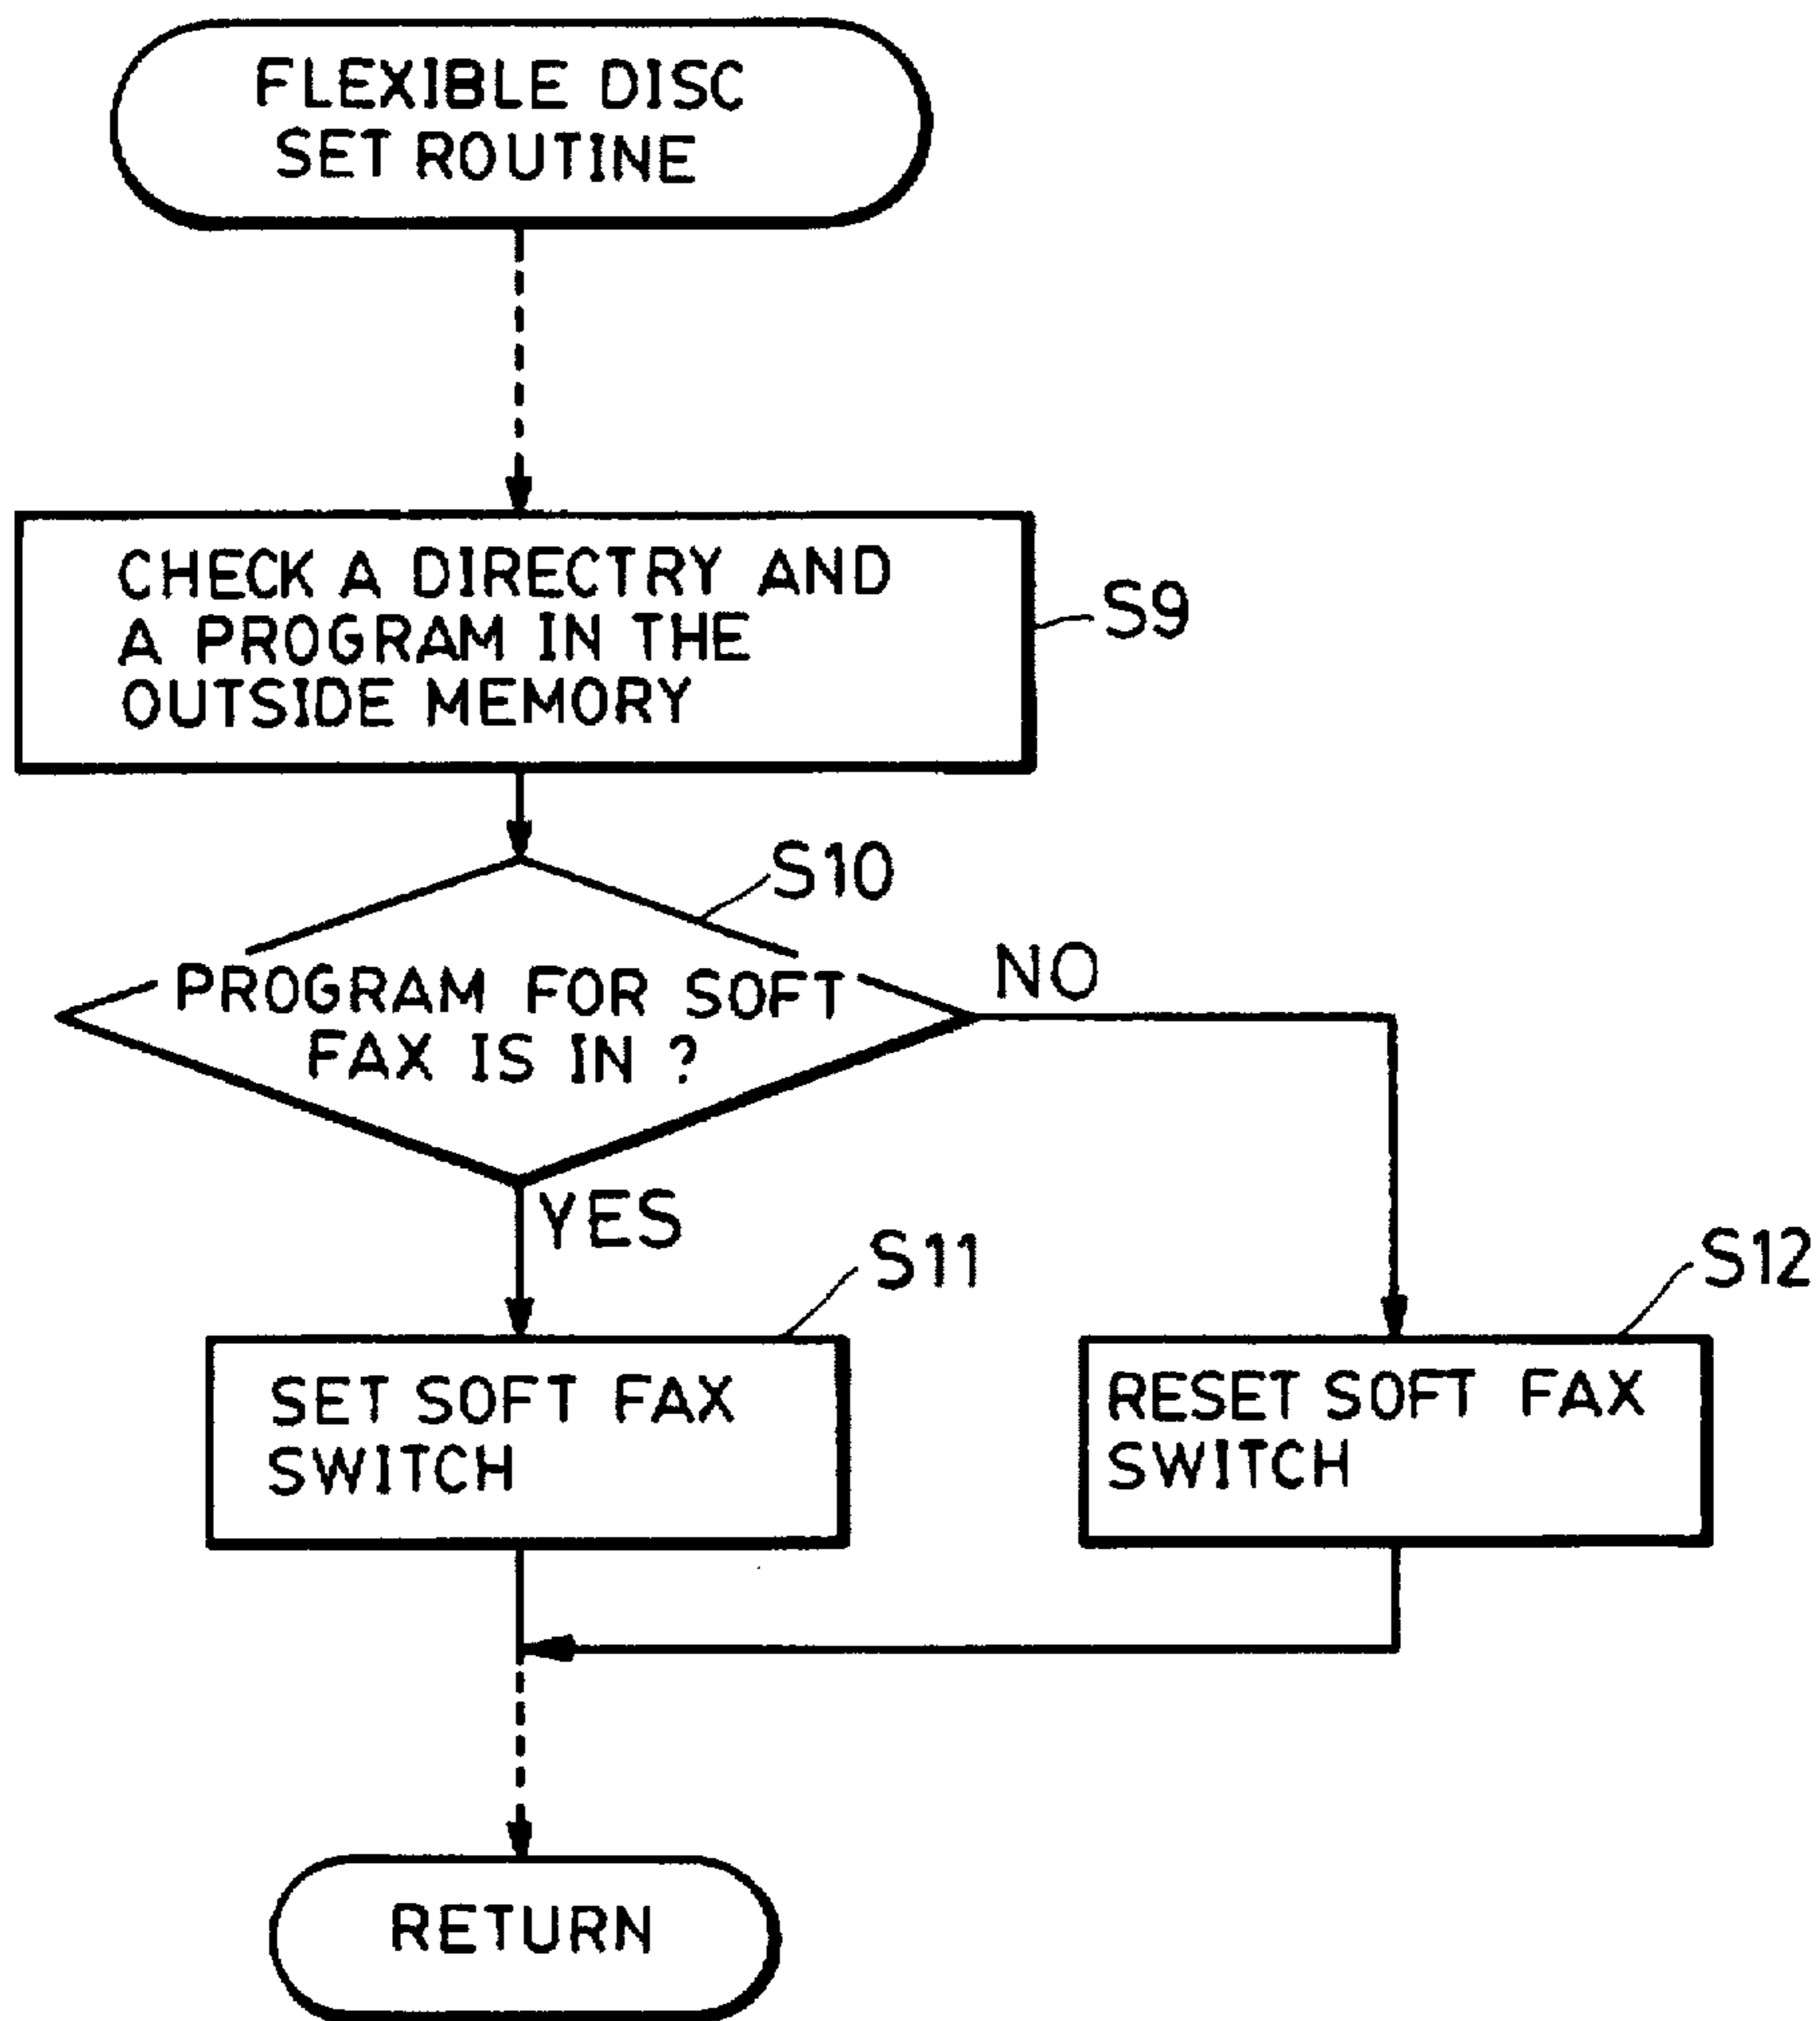 FLEXIBLE DISC
SET ROUTINE
CHECK A DIRECTRY AND
A PROGRAM IN THE
OUTSIDE MEMORY
S9
S10
PROGRAM FOR SOFT
FAX IS IN ?
NO
YES
S11
S12
SET SOFT FAX
SWITCH
RESET SOFT FAX
SWITCH
RETURN